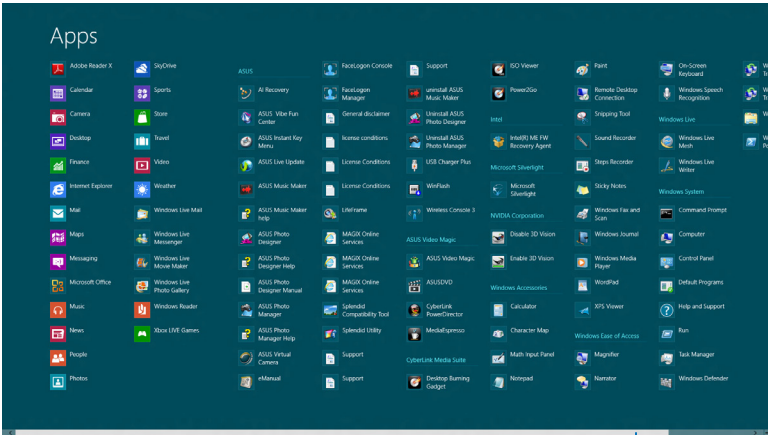 Apps
Adobe Reader X
Calendar
Camera
Desktop
Finance
Internet Explorer
Mail
Maps
Messaging
Microsoft Office
Music
News
People
Photos
SkyDrive
Sports
Store
Travel
Video
Weather
Windows Live Mail
Windows Live
Messenger
Windows Live
Movie Maker
Windows Live
Photo Gallery
Windows Reader
Xbox LIVE Games
ASUS
AI Recovery
ASUS Vibe Fun
Center
ASUS Instant Key
Menu
ASUS Live Update
ASUS Music Maker
ASUS Music Maker
help
ASUS Photo
Designer
ASUS Photo
Designer Help
ASUS Photo
Designer Manual
ASUS Photo
Manager
ASUS Photo
Manager Help
ASUS Virtual
Camera
eManual
FaceLogon Console
FaceLogon
Manager
General disclaimer
license conditions
License Conditions
License Conditions
LifeFrame
MAGIX Online
Services
MAGIX Online
Services
MAGIX Online
Services
Splendid
Compatibility Tool
Splendid Utility
Support
Support
Support
uninstall ASUS
Music Maker
Uninstall ASUS
Photo Designer
Uninstall ASUS
Photo Manager
USB Charger Plus
WinFlash
Wireless Console 3
ASUS Video Magic
ASUS Video Magic
ASUSDVD
CyberLink
PowerDirector
MediaEspresso
CyberLink Media Suite
Desktop Burning
Gadget
ISO Viewer
Power2Go
Intel
Intel(R) ME FW
Recovery Agent
Microsoft Silverlight
Microsoft
Silverlight
NVIDIA Corporation
Disable 3D Vision
Enable 3D Vision
Windows Accessories
Calculator
Character Map
Math Input Panel
Notepad
Paint
Remote Desktop
Connection
Snipping Tool
Sound Recorder
Steps Recorder
Sticky Notes
Windows Fax and
Scan
Windows Journal
Windows Media
Player
WordPad
XPS Viewer
Windows Ease of Access
Magnifier
Narrator
On-Screen
Keyboard
Windows Speech
Recognition
Windows Live
Windows Live
Mesh
Windows Live
Writer
Windows System
Command Prompt
Computer
Control Panel
Default Programs
Help and Support
Run
Task Manager
Windows Defender